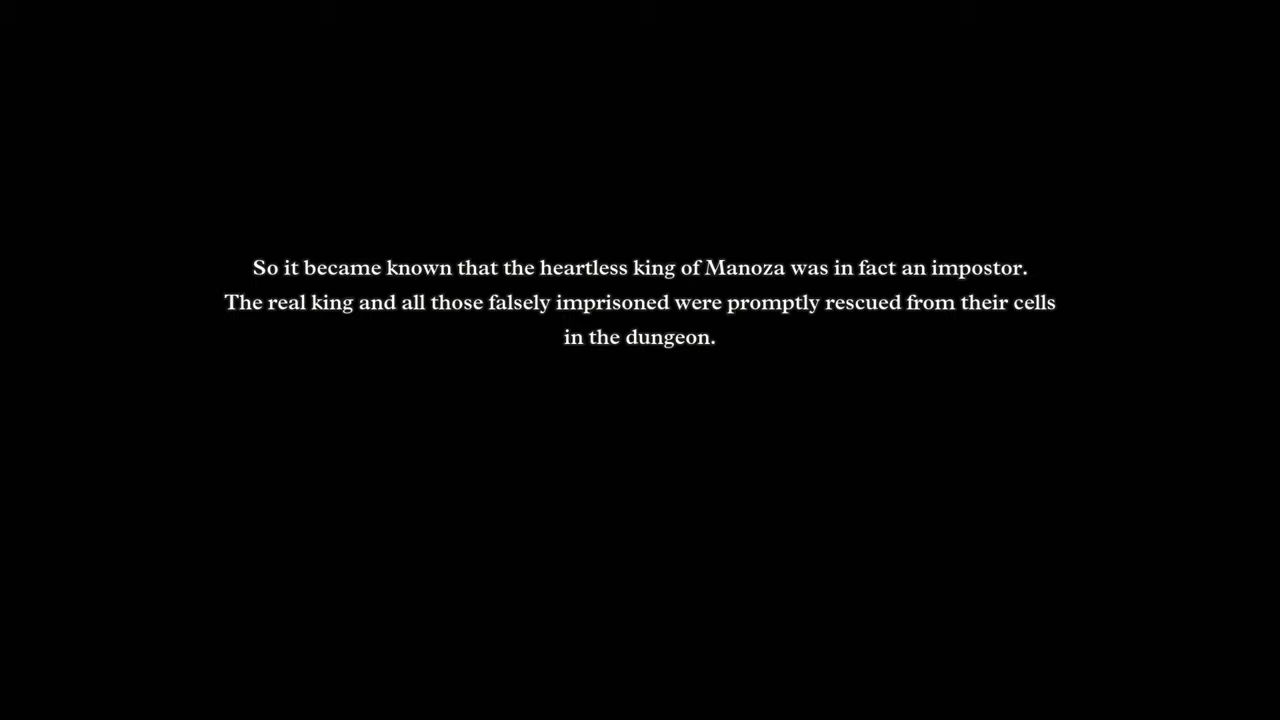 So it became known that the heartless king of Manoza was in fact an impostor.
The real king and all those falsely imprisoned were promptly rescued from their cells
in the dungeon.